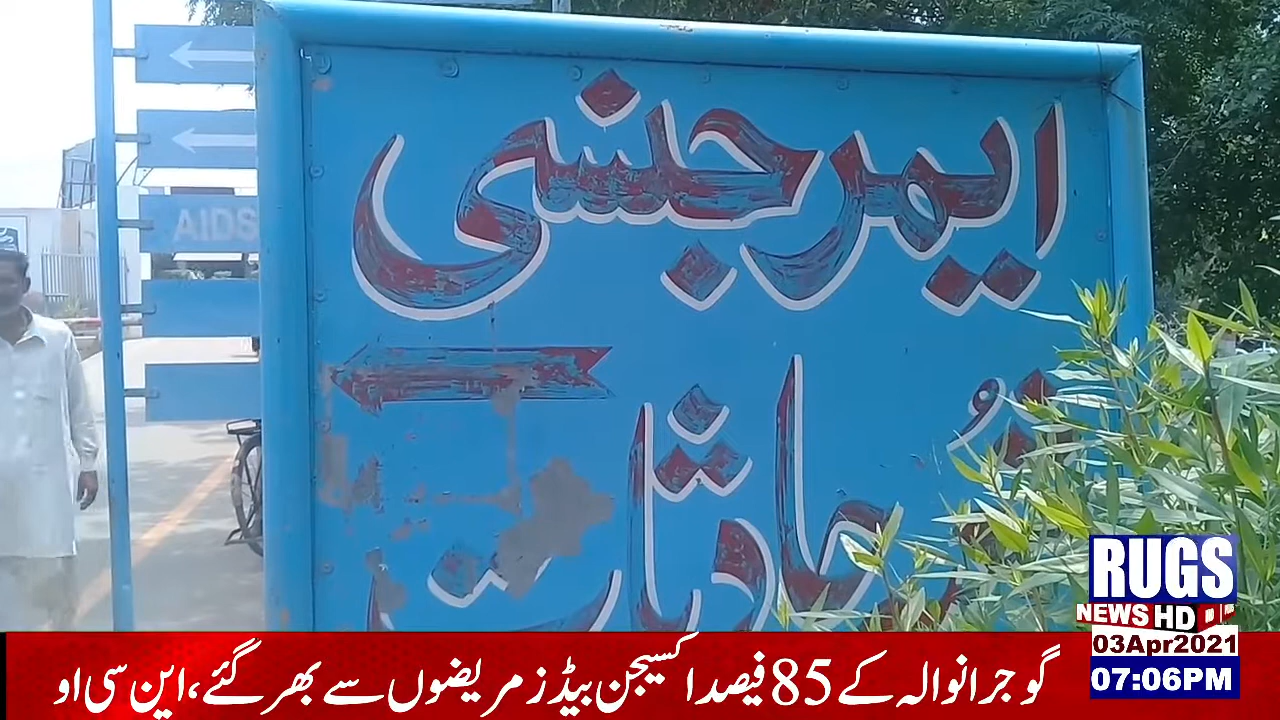 AIDS
ایمرجنسی
حادثات
RUGS
NEWS HD
03Apr2021
07:06PM
گوجرانوالہ کے 85 فیصد اکسیجن بیڈز مریضوں سے بھر گئے، این سی او